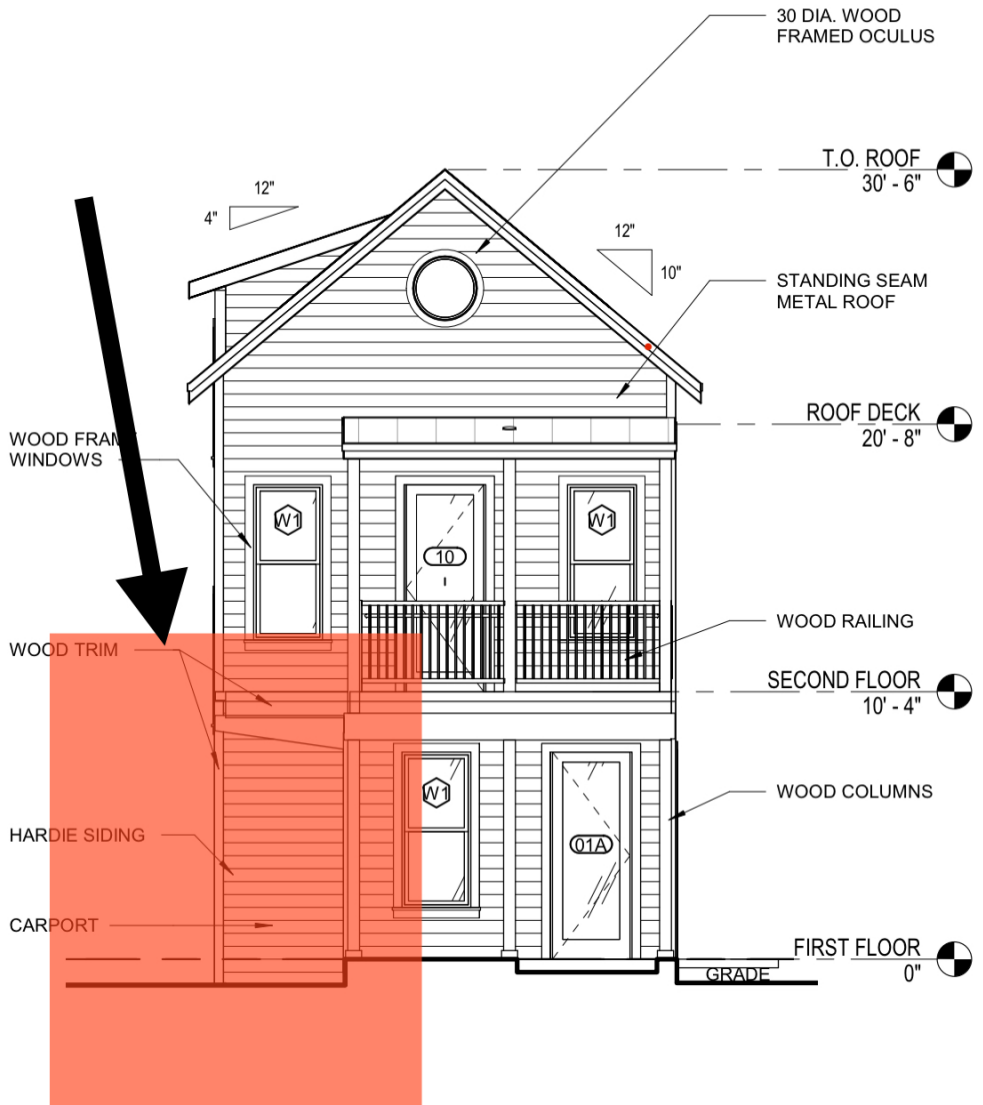 30 DIA. WOOD
FRAMED OCULUS
T.O. ROOF
30' - 6"
12"
4"
12"
10"
STANDING SEAM
METAL ROOF
ROOF DECK
20' - 8"
WOOD
WINDOWS
W1
W1
10
WOOD RAILING
WOOD TRIM
SECOND FLOOR
10' - 4"
W1
WOOD COLUMNS
HARDIE SIDING
01A
CARPORT
FIRST FLOOR
0"
GRADE